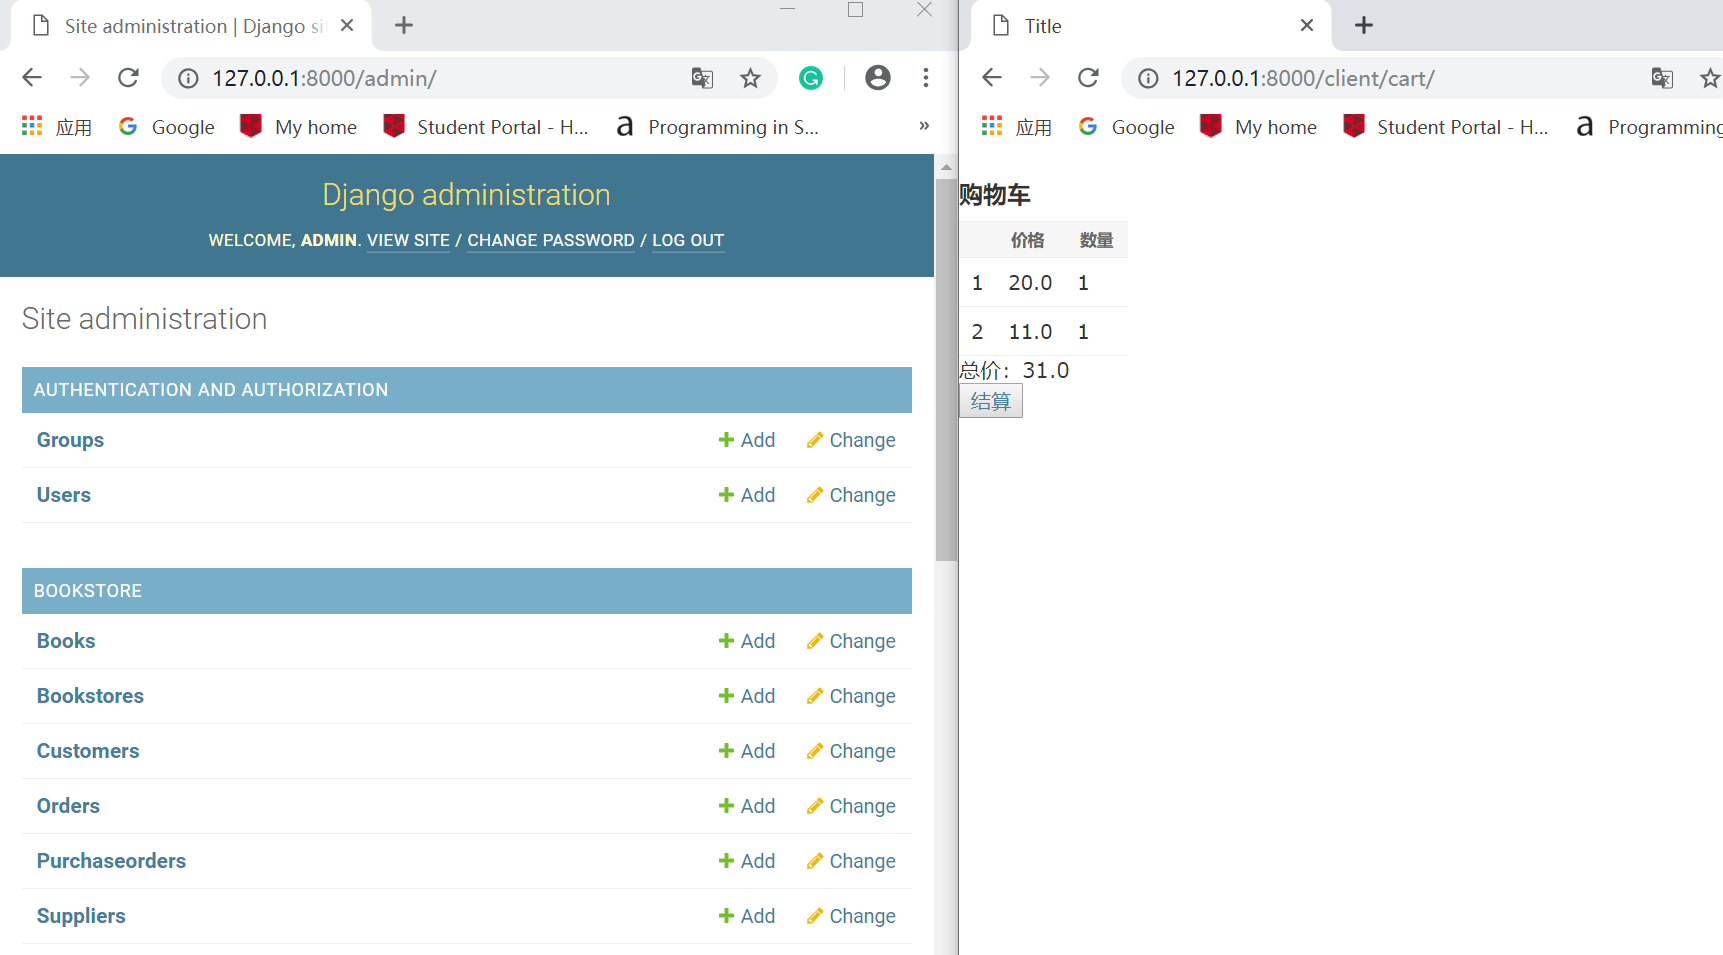 Site administration | Django si
127.0.0.1:8000/admin/
应用 Google My home Student Portal - H... a Programming in S... »
Django administration
WELCOME, ADMIN. VIEW SITE / CHANGE PASSWORD / LOG OUT
Site administration
AUTHENTICATION AND AUTHORIZATION
Groups Add Change
Users Add Change
BOOKSTORE
Books Add Change
Bookstores Add Change
Customers Add Change
Orders Add Change
Purchaseorders Add Change
Suppliers Add Change
Title
127.0.0.1:8000/client/cart/
应用 Google My home Student Portal - H... a Programming
购物车
价格 数量
1 20.0 1
2 11.0 1
总价：31.0
结算